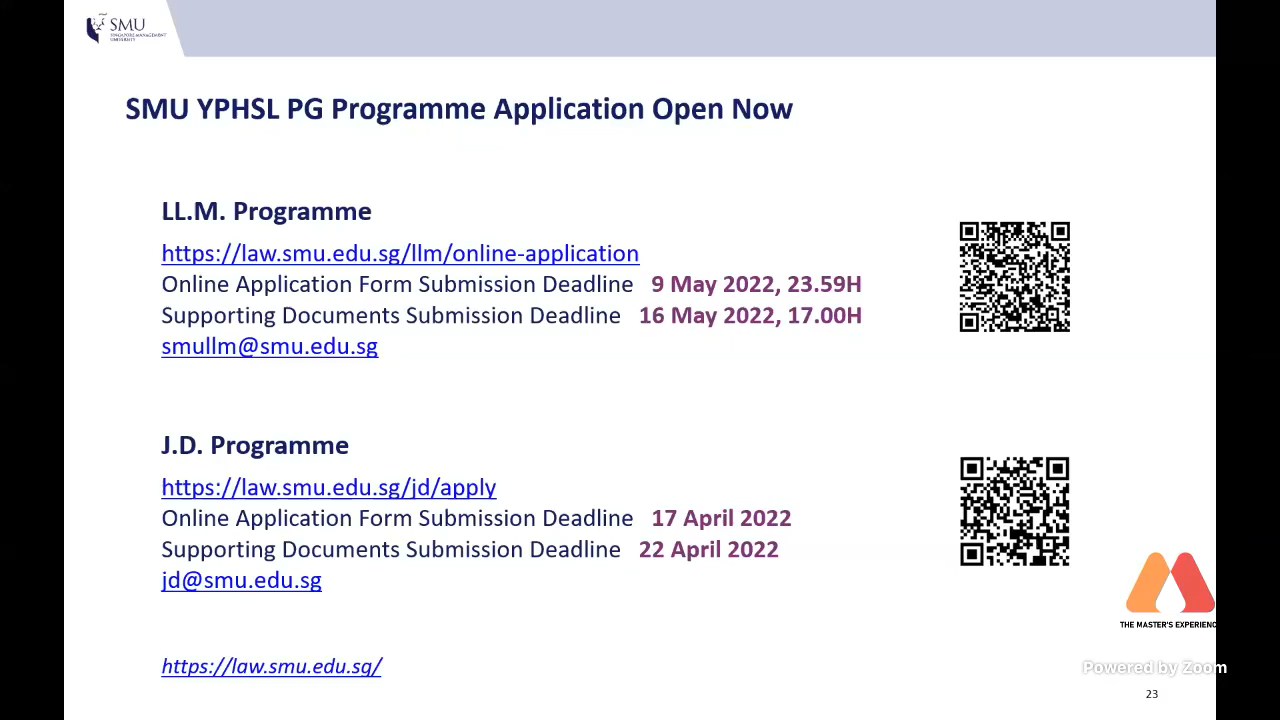 SMU
SINGAPORE MANAGEMENT
UNIVERSITY
SMU YPHSL PG Programme Application Open Now
LL.M. Programme
https://law.smu.edu.sg/llm/online-application
Online Application Form Submission Deadline 9 May 2022, 23.59H
Supporting Documents Submission Deadline 16 May 2022, 17.00H
smullm@smu.edu.sg
J.D. Programme
https://law.smu.edu.sg/jd/apply
Online Application Form Submission Deadline 17 April 2022
Supporting Documents Submission Deadline 22 April 2022
jd@smu.edu.sg
THE MASTER'S EXPERIENC
https://law.smu.edu.sg/
Powered by Zoom
23